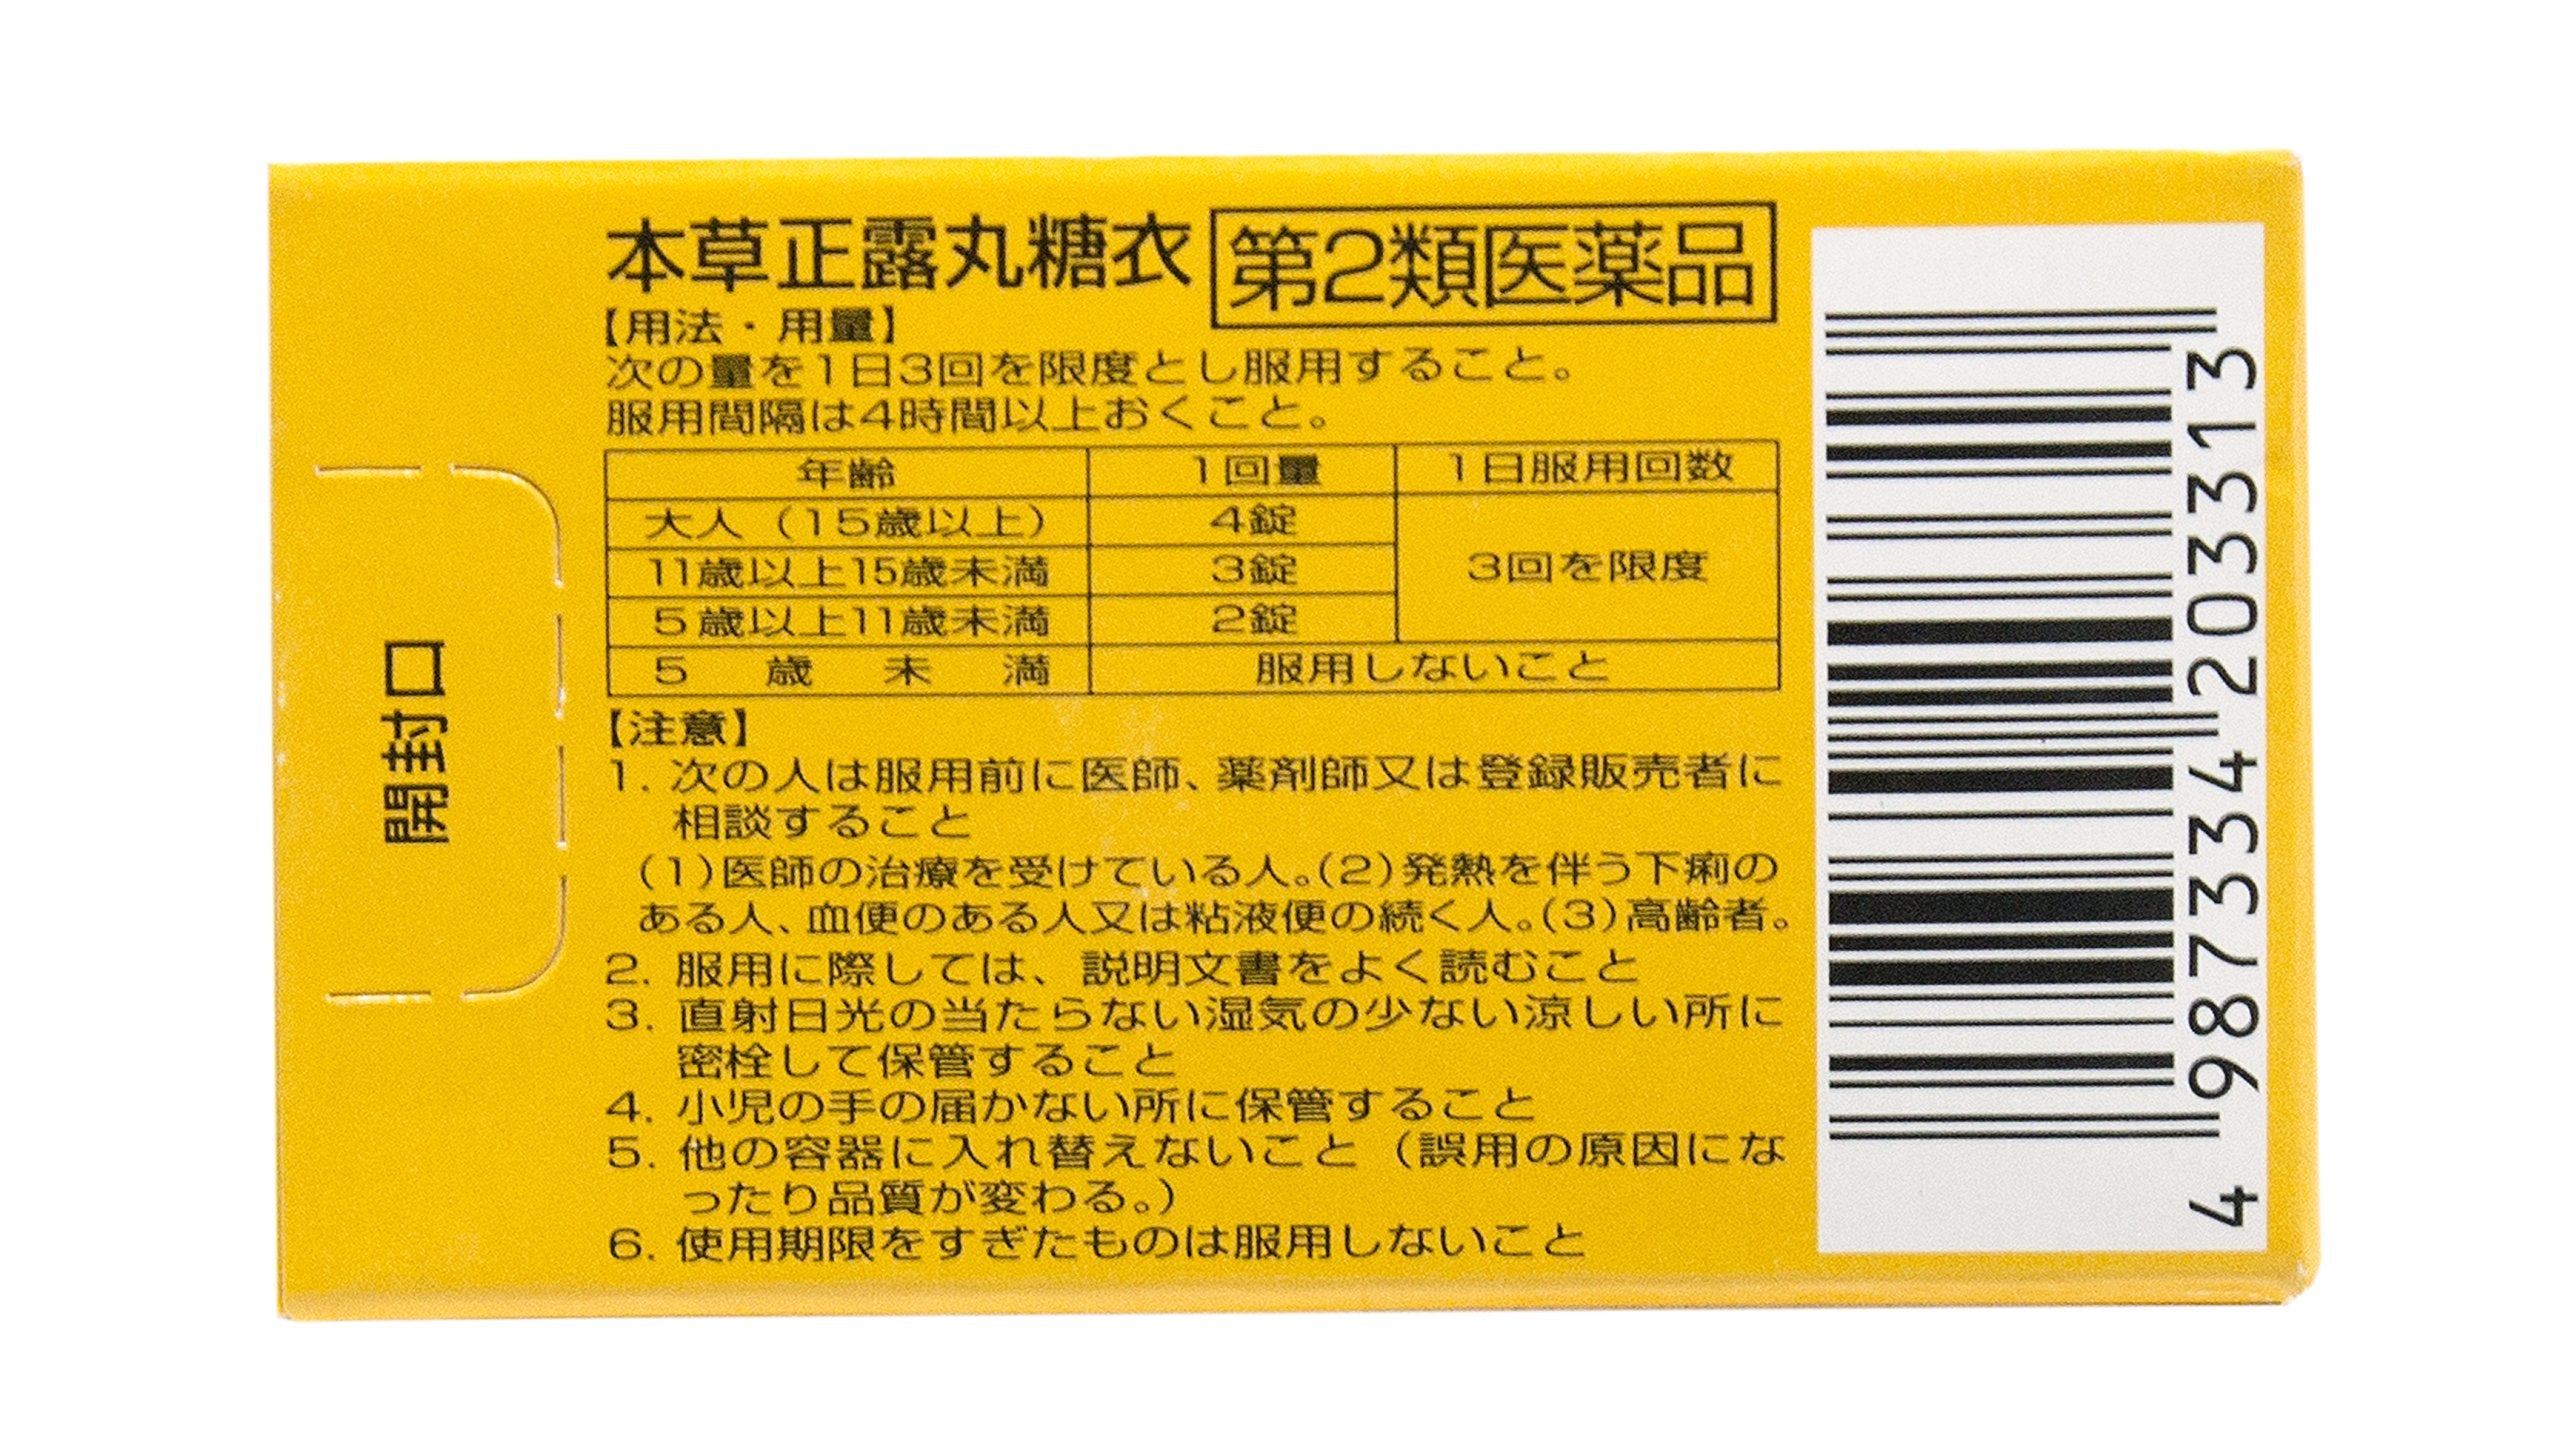 本草正露丸糖衣 第2類医薬品
【用法・用量】
次の量を1日3回を限度とし服用すること。
服用間隔は4時間以上おくこと。
年齢 1回量 1日服用回数
大人（15歳以上） 4錠
11歳以上15歳未満 3錠 3回を限度
5歳以上11歳未満 2錠
5歳未満 服用しないこと
【注意】
1. 次の人は服用前に医師、薬剤師又は登録販売者に
相談すること
(1)医師の治療を受けている人。(2)発熱を伴う下痢の
ある人、血便のある人又は粘液便の続く人。(3)高齢者。
2. 服用に際しては、説明文書をよく読むこと
3. 直射日光の当たらない湿気の少ない涼しい所に
密栓して保管すること
4. 小児の手の届かない所に保管すること
5. 他の容器に入れ替えないこと（誤用の原因にな
ったり品質が変わる。）
6. 使用期限をすぎたものは服用しないこと
開封口
4 987334 203313